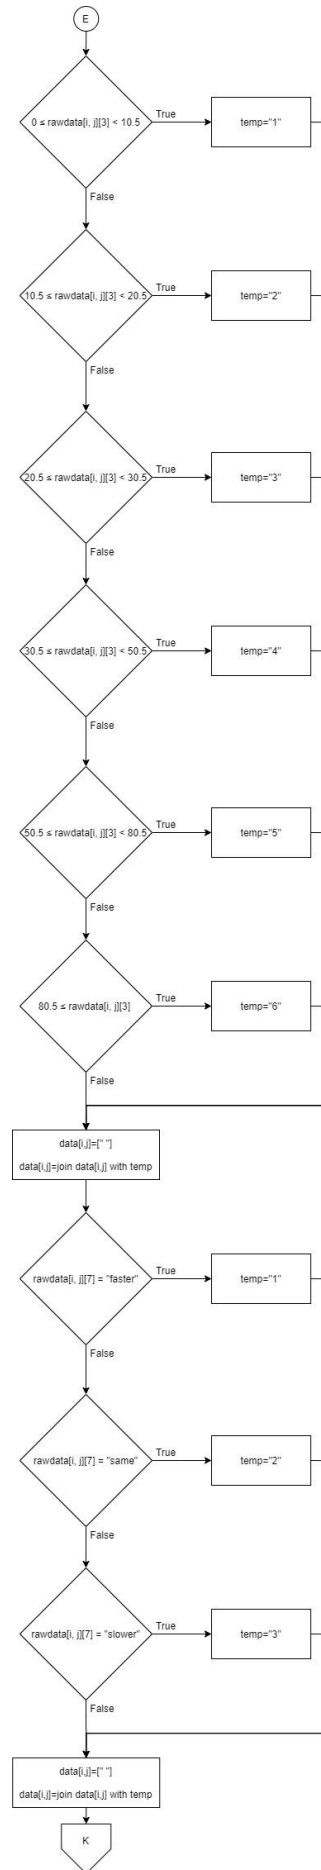 E
0 ≤ rawdata[i, j][3] < 10.5
True
temp="1"
False
10.5 ≤ rawdata[i, j][3] < 20.5
True
temp="2"
False
20.5 ≤ rawdata[i, j][3] < 30.5
True
temp="3"
False
30.5 ≤ rawdata[i, j][3] < 50.5
True
temp="4"
False
50.5 ≤ rawdata[i, j][3] < 80.5
True
temp="5"
False
80.5 ≤ rawdata[i, j][3]
True
temp="6"
False
data[i,j]=[" "]
data[i,j]=join data[i,j] with temp
rawdata[i, j][7] = "faster"
True
temp="1"
False
rawdata[i, j][7] = "same"
True
temp="2"
False
rawdata[i, j][7] = "slower"
True
temp="3"
False
data[i,j]=[" "]
data[i,j]=join data[i,j] with temp
K